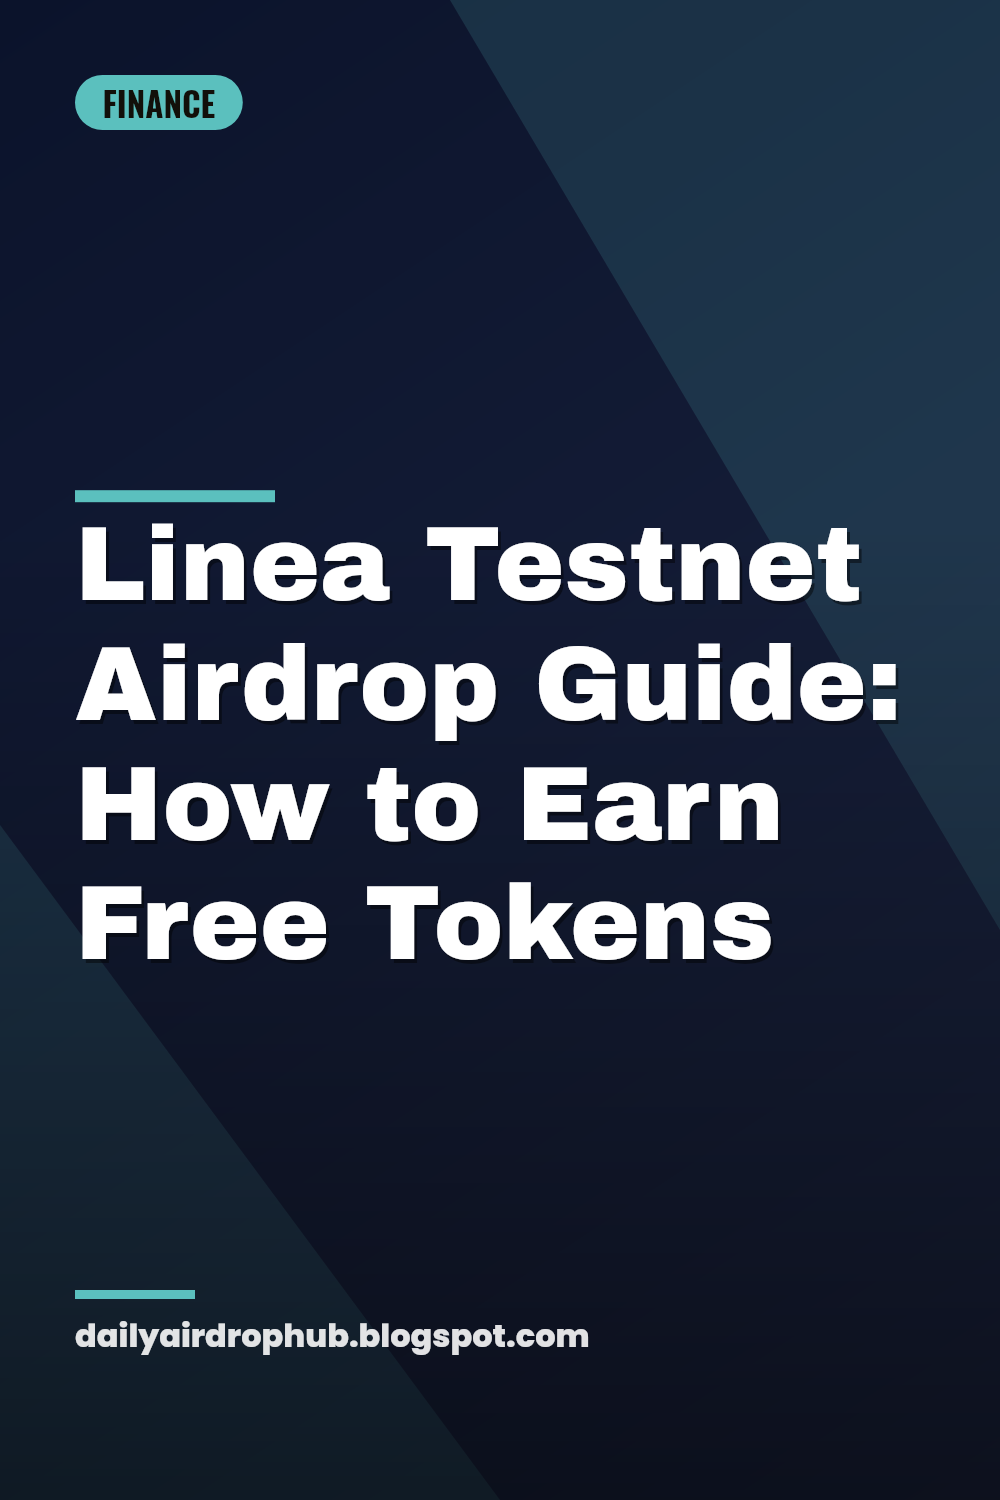 FINANCE
Linea Testnet
Airdrop Guide:
How to Earn
Free Tokens
dailyairdrophub.blogspot.com